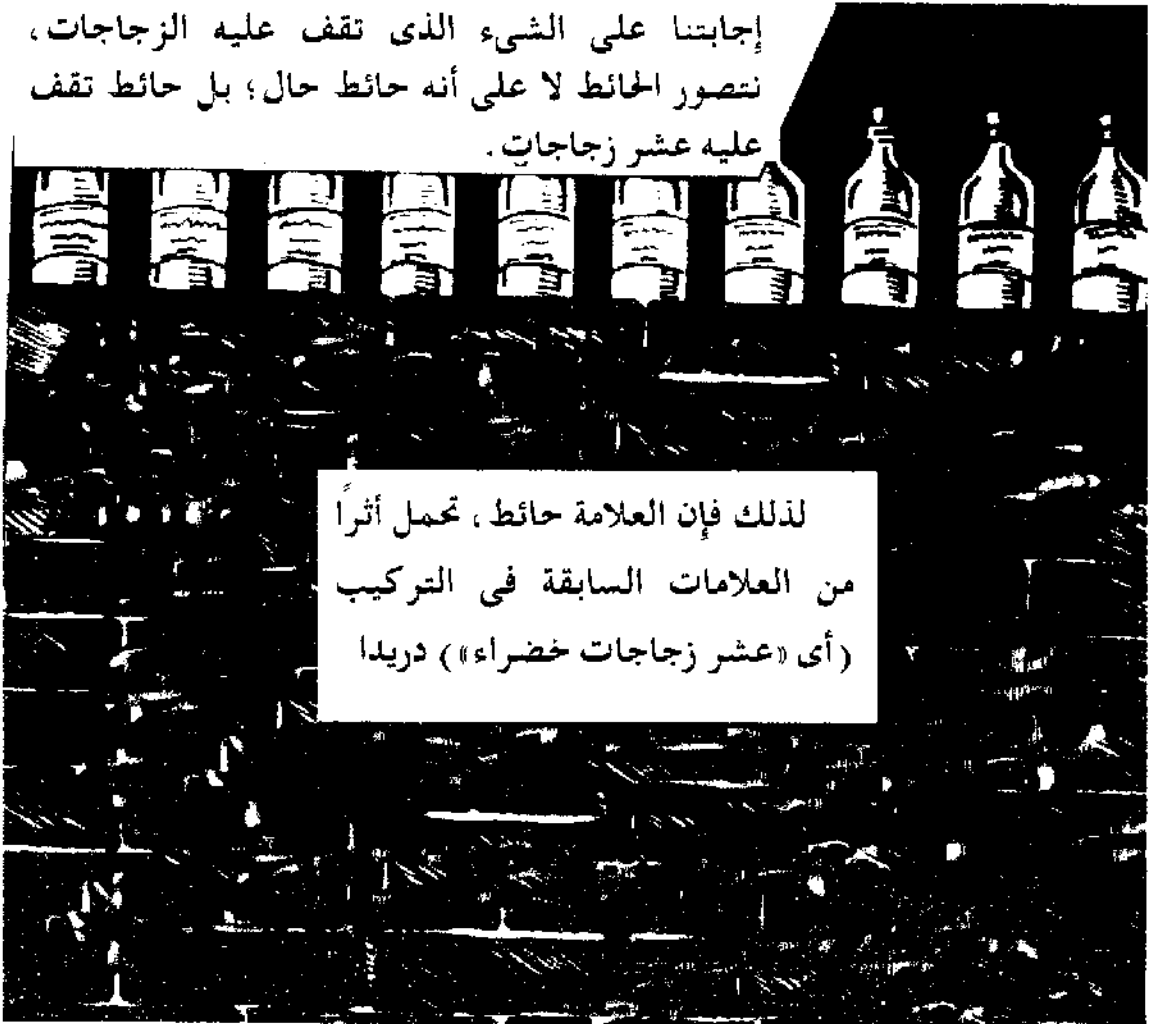 إجابتنا على الشىء الذى تقف عليه الزجاجات،
نتصور الحائط لا على أنه حائط حال؛ بل حائط تقف
عليه عشر زجاجات.
لذلك فإن العلامة حائط، تحمل أثراً
من العلامات السابقة فى التركيب
(أى «عشر زجاجات خضراء») دريدا